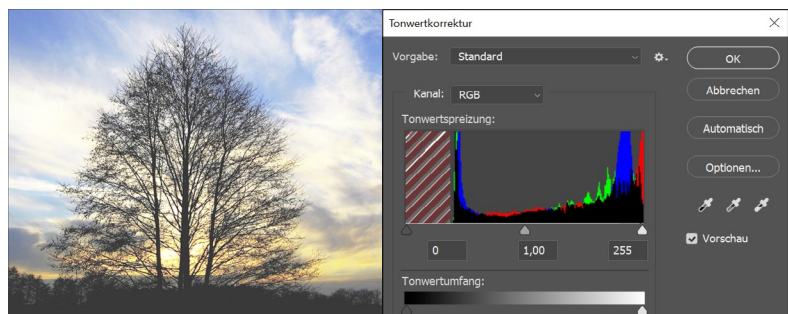 Tonwertkorrektur
Vorgabe: Standard
OK
Kanal: RGB
Abbrechen
Tonwertspreizung:
Automatisch
Optionen...
0 1,00 255
Vorschau
Tonwertumfang: